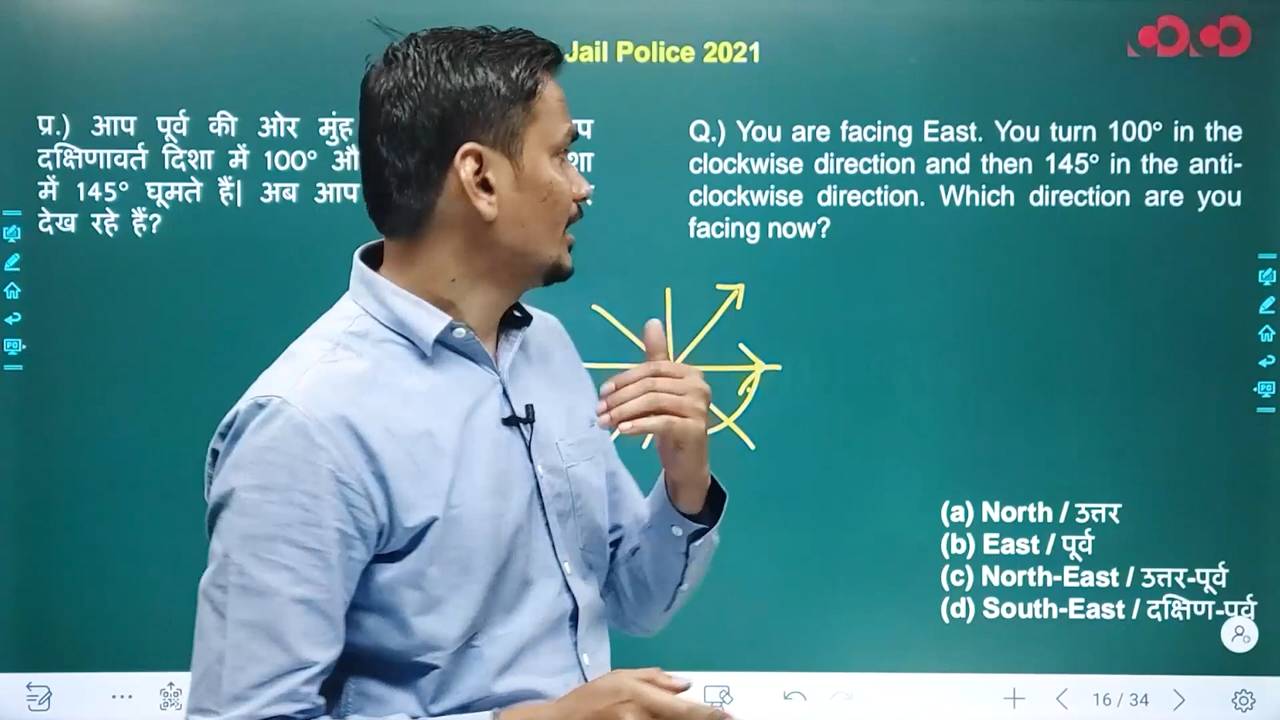 Jail Police 2021
प्र.) आप पूर्व की ओर मुंह
दक्षिणावर्त दिशा में 100°
में 145° घूमते हैं| अब आप
देख रहे हैं?
Q.) You are facing East. You turn 100° in the
clockwise direction and then 145° in the anti-
clockwise direction. Which direction are you
facing now?
(a) North / उत्तर
(b) East / पूर्व
(c) North-East / उत्तर-पूर्व
(d) South-East / दक्षिण-पूर्व
16 / 34